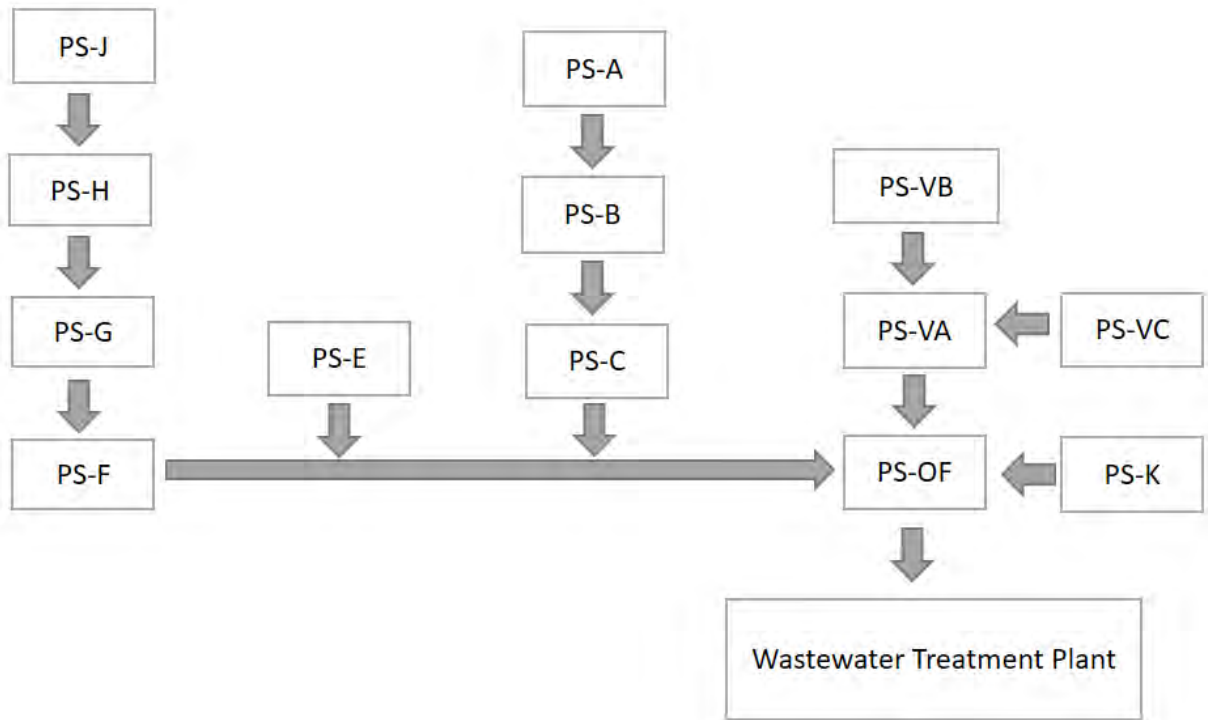 PS-J
PS-A
PS-H
PS-B
PS-VB
PS-G
PS-E
PS-C
PS-VA
PS-VC
PS-F
PS-OF
PS-K
Wastewater Treatment Plant